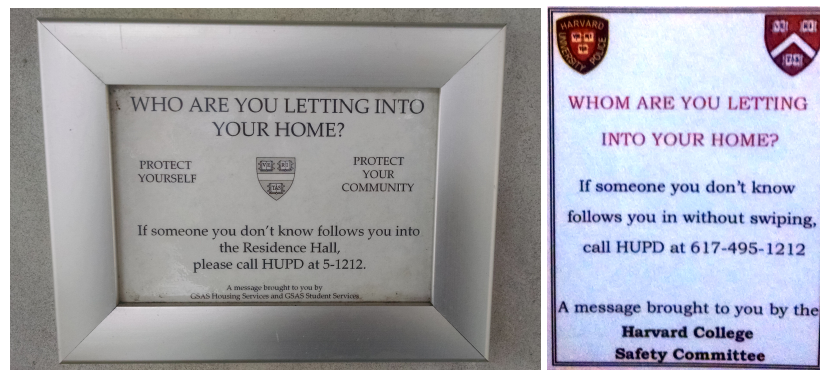 WHO ARE YOU LETTING INTO
YOUR HOME?
PROTECT
YOURSELF
PROTECT
YOUR
COMMUNITY
If someone you don't know follows you into
the Residence Hall,
please call HUPD at 5-1212.
A message brought to you by
GSAS Housing Services and GSAS Student Services.
HARVARD
UNIVERSITY POLICE
WHOM ARE YOU LETTING
INTO YOUR HOME?
If someone you don't know
follows you in without swiping,
call HUPD at 617-495-1212
A message brought to you by the
Harvard College
Safety Committee